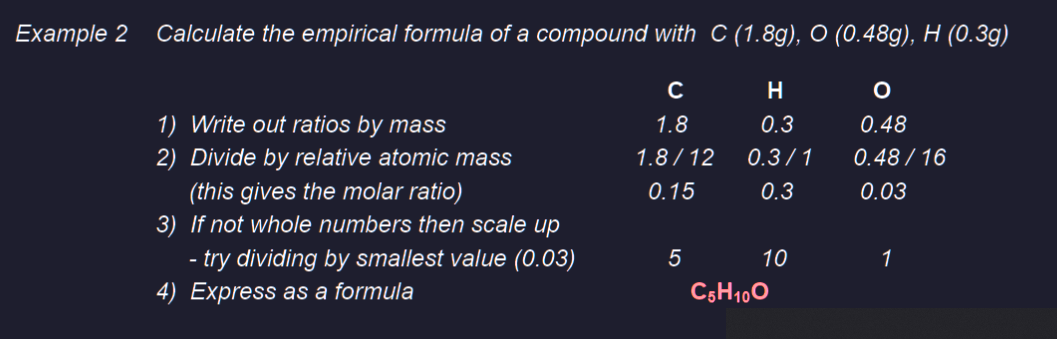 Example 2 Calculate the empirical formula of a compound with C (1.8g), O (0.48g), H (0.3g)
C H O
1) Write out ratios by mass 1.8 0.3 0.48
2) Divide by relative atomic mass 1.8 / 12 0.3 / 1 0.48 / 16
(this gives the molar ratio) 0.15 0.3 0.03
3) If not whole numbers then scale up
- try dividing by smallest value (0.03) 5 10 1
4) Express as a formula C₅H₁₀O